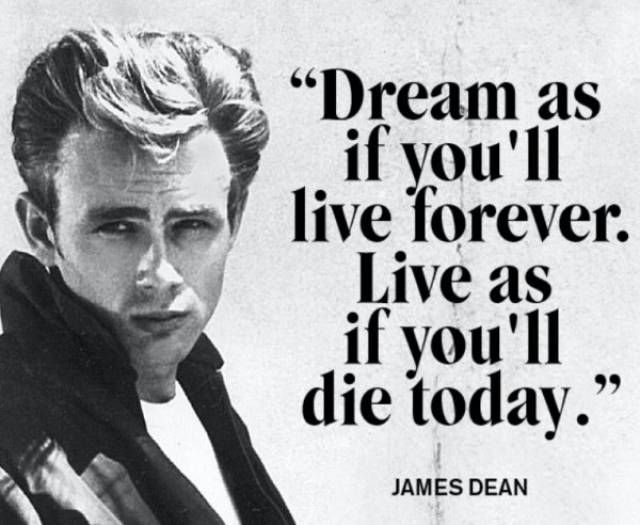 “Dream as
if you'll
live forever.
Live as
if you'll
die today.”
JAMES DEAN